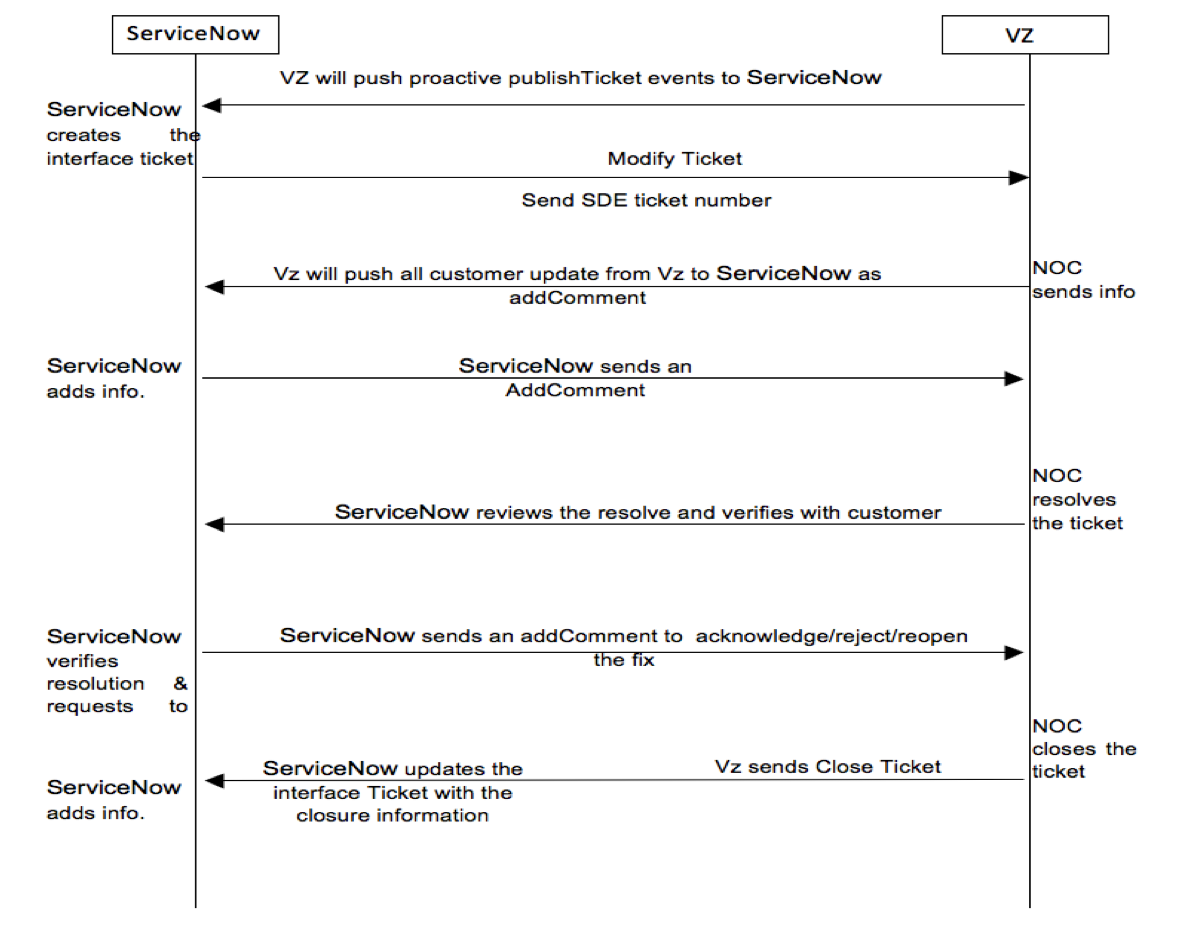 ServiceNow
VZ
VZ will push proactive publishTicket events to ServiceNow
ServiceNow
creates the
interface ticket
Modify Ticket
Send SDE ticket number
Vz will push all customer update from Vz to ServiceNow as
addComment
NOC
sends info
ServiceNow
adds info.
ServiceNow sends an
AddComment
NOC
resolves
the ticket
ServiceNow reviews the resolve and verifies with customer
ServiceNow
verifies
resolution &
requests to
ServiceNow sends an addComment to acknowledge/reject/reopen
the fix
NOC
closes the
ticket
Vz sends Close Ticket
ServiceNow updates the
interface Ticket with the
closure information
ServiceNow
adds info.